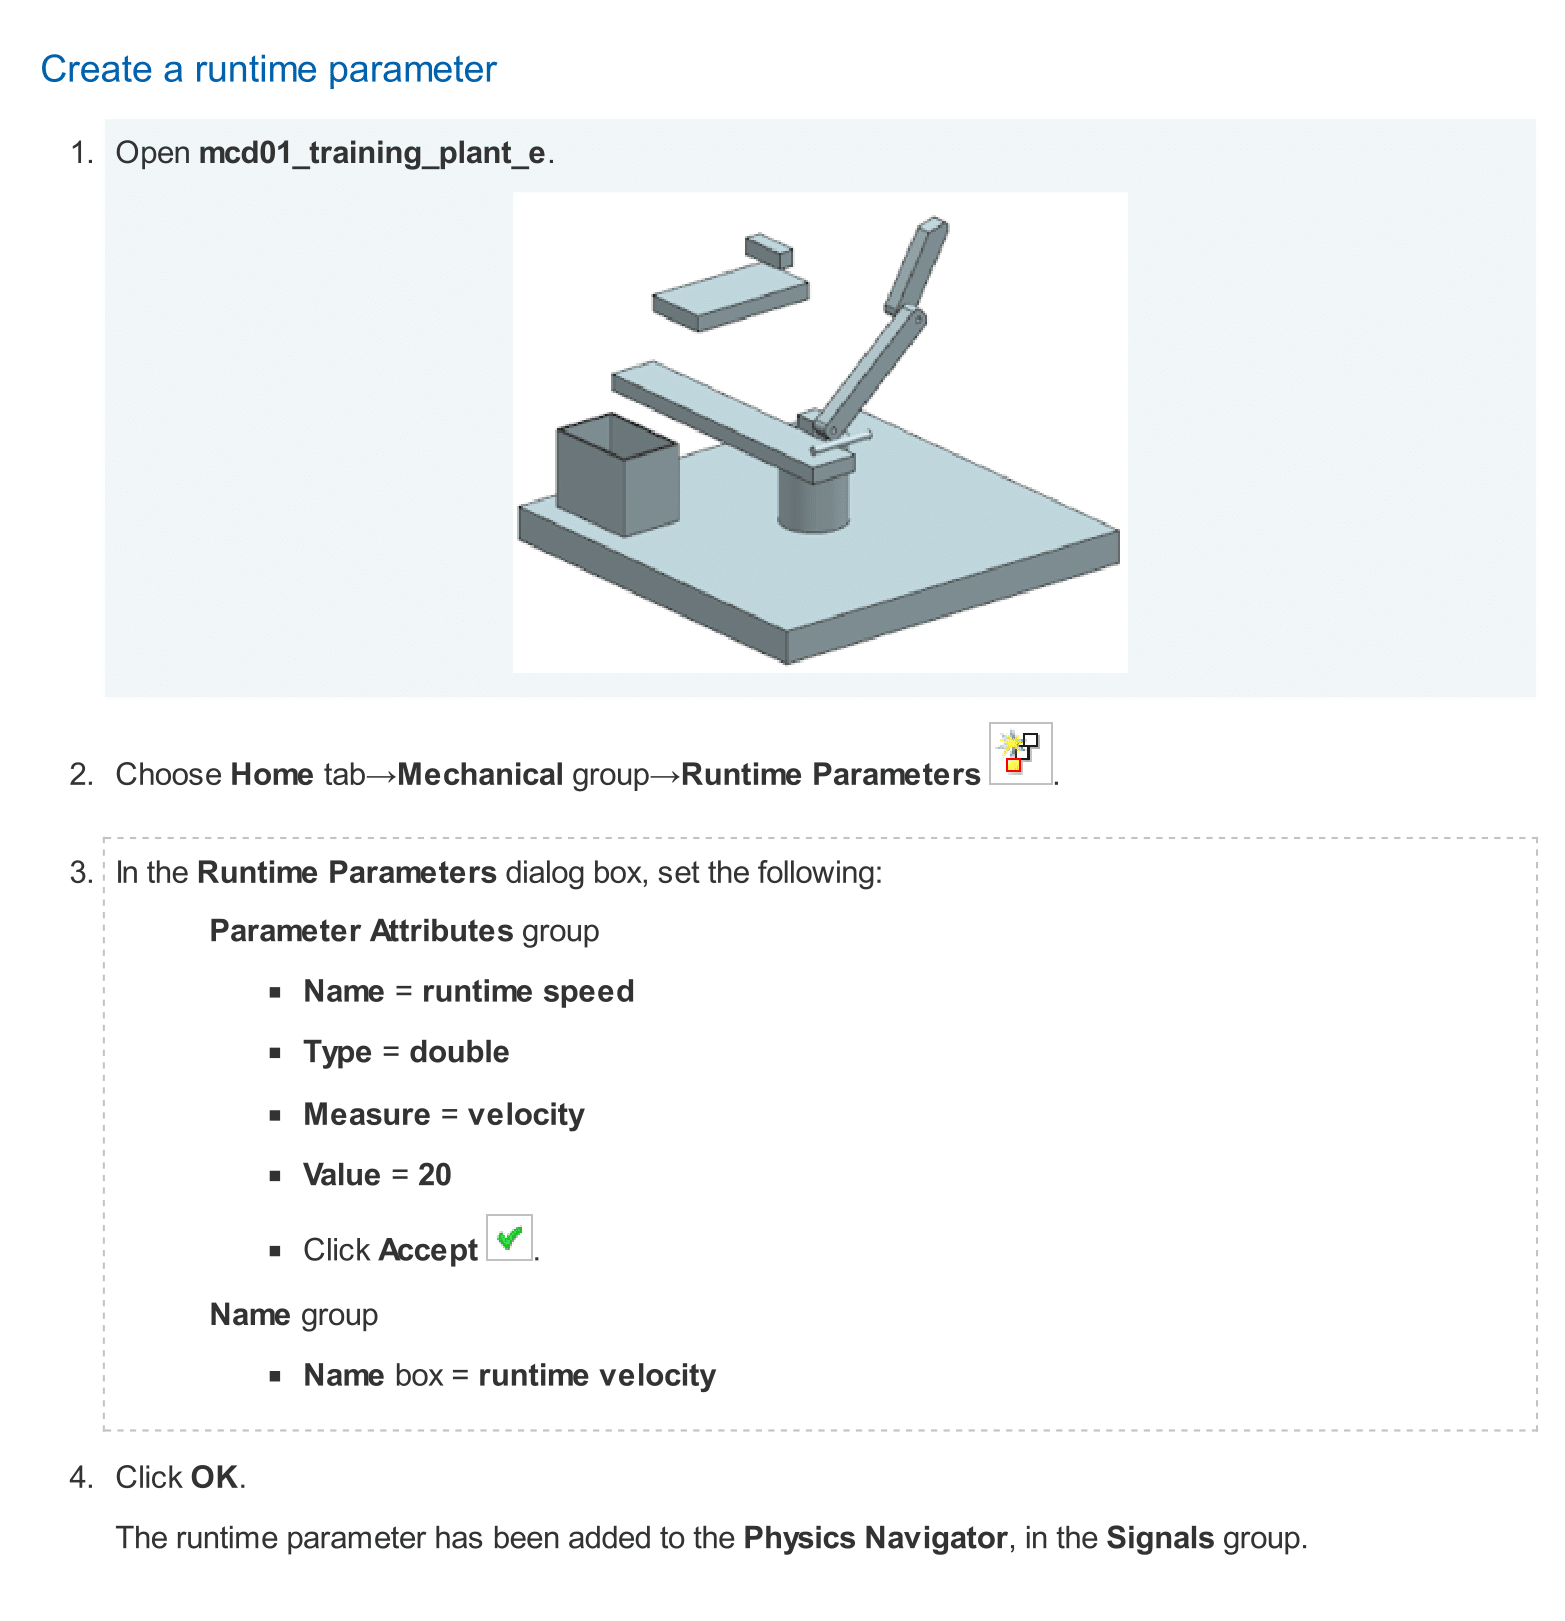 Create a runtime parameter
1. Open mcd01_training_plant_e.
2. Choose Home tab→Mechanical group→Runtime Parameters .
3. In the Runtime Parameters dialog box, set the following:
Parameter Attributes group
▪ Name = runtime speed
▪ Type = double
▪ Measure = velocity
▪ Value = 20
▪ Click Accept .
Name group
▪ Name box = runtime velocity
4. Click OK.
The runtime parameter has been added to the Physics Navigator, in the Signals group.